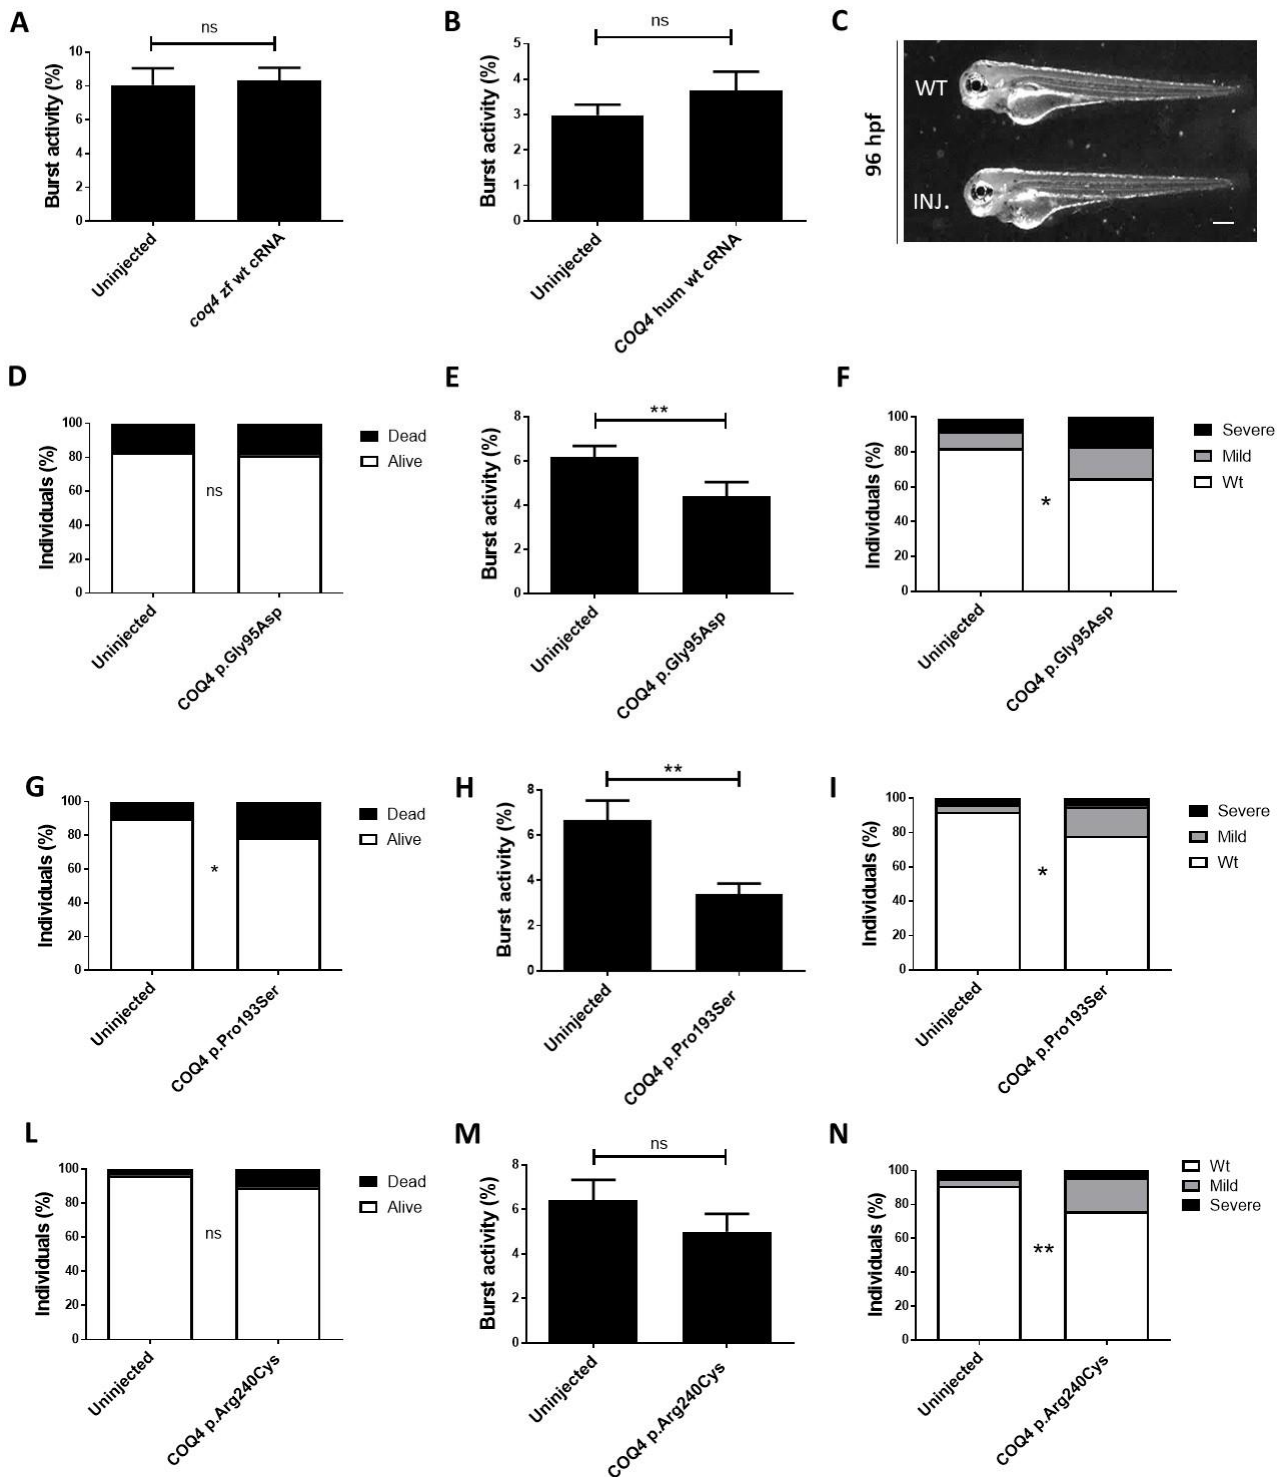 A
ns
10
8
6
4
2
0
Burst activity (%)
Uninjected
coq4 zf wt cRNA
B
ns
5
4
3
2
1
0
Burst activity (%)
Uninjected
COQ4 hum wt cRNA
C
96 hpf
WT
INJ.
D
100
80
60
40
20
0
Individuals (%)
ns
Dead
Alive
Uninjected
COQ4 p.Gly95Asp
E
**
8
6
4
2
0
Burst activity (%)
Uninjected
COQ4 p.Gly95Asp
F
100
80
60
40
20
0
Individuals (%)
*
Severe
Mild
Wt
Uninjected
COQ4 p.Gly95Asp
G
100
80
60
40
20
0
Individuals (%)
*
Dead
Alive
Uninjected
COQ4 p.Pro193Ser
H
**
8
6
4
2
0
Burst activity (%)
Uninjected
COQ4 p.Pro193Ser
I
100
80
60
40
20
0
Individuals (%)
*
Severe
Mild
Wt
Uninjected
COQ4 p.Pro193Ser
L
100
80
60
40
20
0
Individuals (%)
ns
Dead
Alive
Uninjected
COQ4 p.Arg240Cys
M
ns
8
6
4
2
0
Burst activity (%)
Uninjected
COQ4 p.Arg240Cys
N
100
80
60
40
20
0
Individuals (%)
**
Wt
Mild
Severe
Uninjected
COQ4 p.Arg240Cys